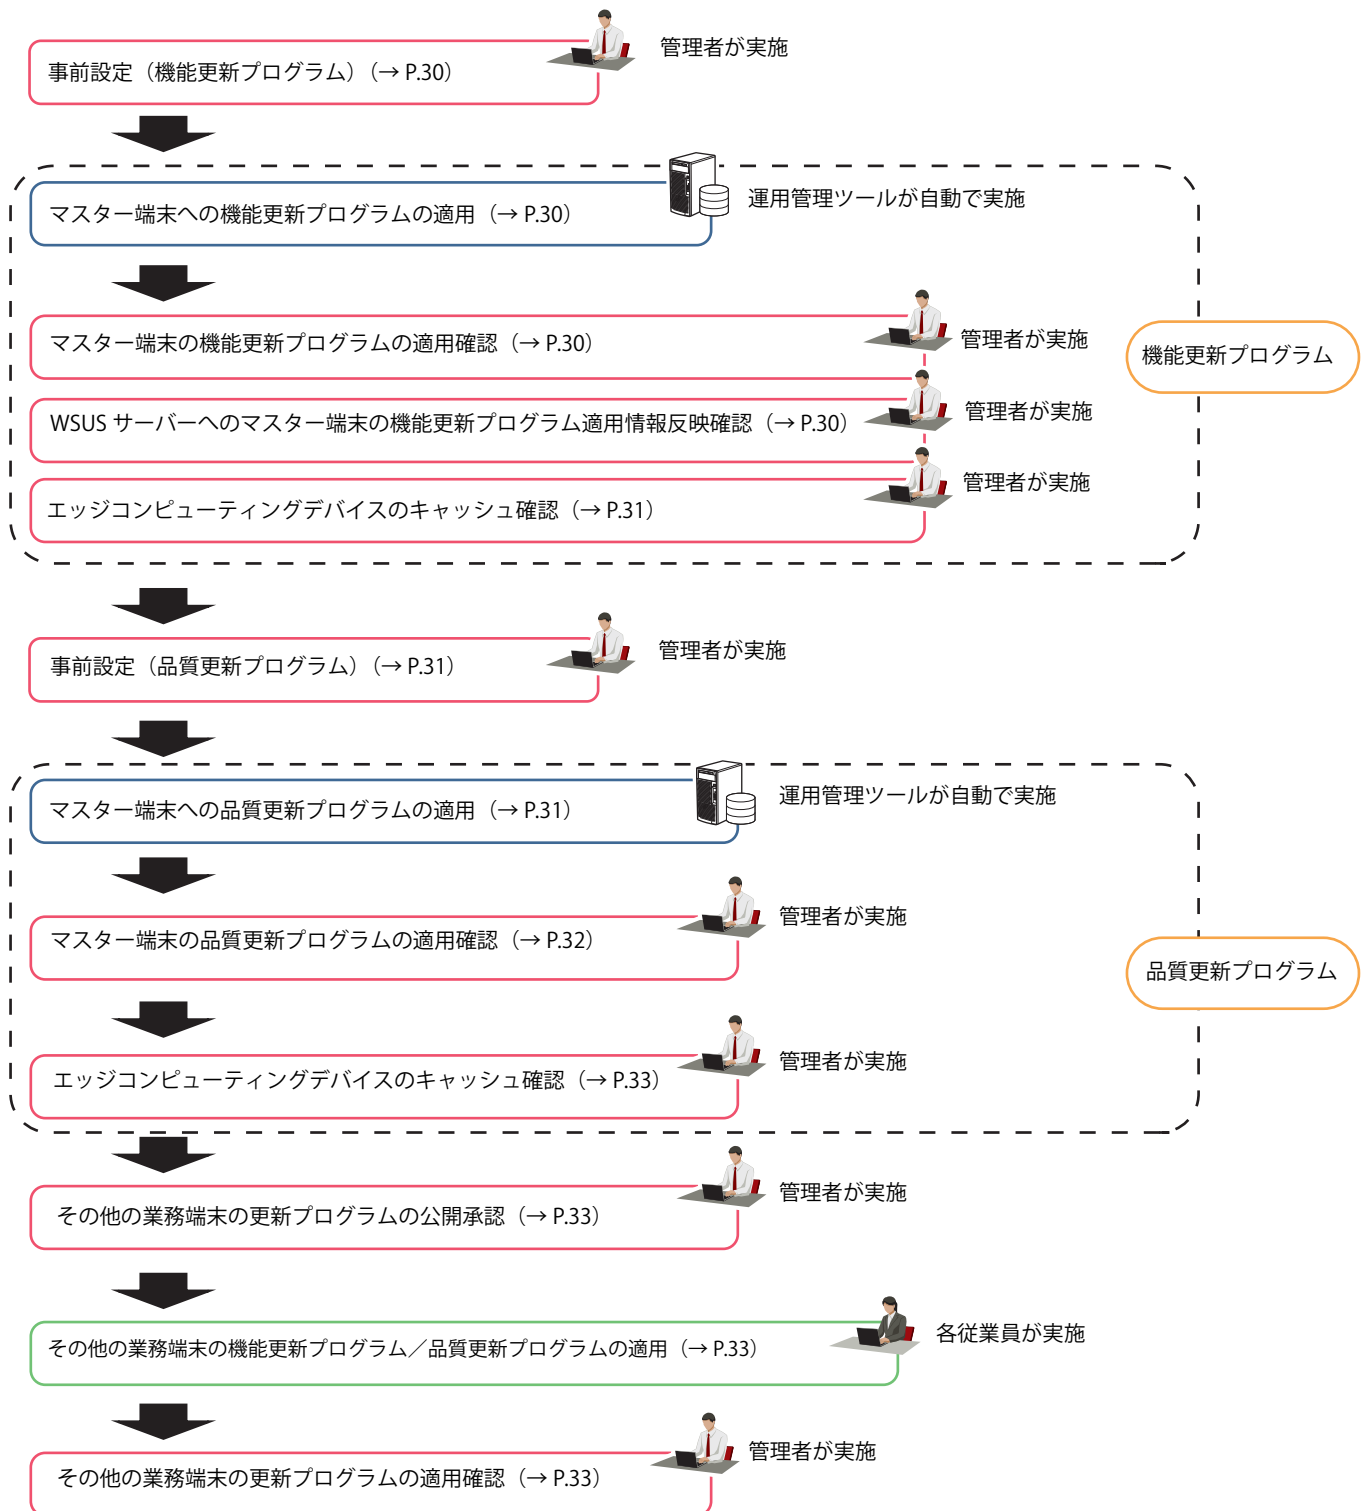 管理者が実施
事前設定（機能更新プログラム）（→ P.30）
運用管理ツールが自動で実施
マスター端末への機能更新プログラムの適用（→ P.30）
管理者が実施
マスター端末の機能更新プログラムの適用確認（→ P.30）
機能更新プログラム
管理者が実施
WSUS サーバーへのマスター端末の機能更新プログラム適用情報反映確認（→ P.30）
管理者が実施
エッジコンピューティングデバイスのキャッシュ確認（→ P.31）
管理者が実施
事前設定（品質更新プログラム）（→ P.31）
運用管理ツールが自動で実施
マスター端末への品質更新プログラムの適用（→ P.31）
管理者が実施
マスター端末の品質更新プログラムの適用確認（→ P.32）
品質更新プログラム
管理者が実施
エッジコンピューティングデバイスのキャッシュ確認（→ P.33）
管理者が実施
その他の業務端末の更新プログラムの公開承認（→ P.33）
各従業員が実施
その他の業務端末の機能更新プログラム／品質更新プログラムの適用（→ P.33）
管理者が実施
その他の業務端末の更新プログラムの適用確認（→ P.33）